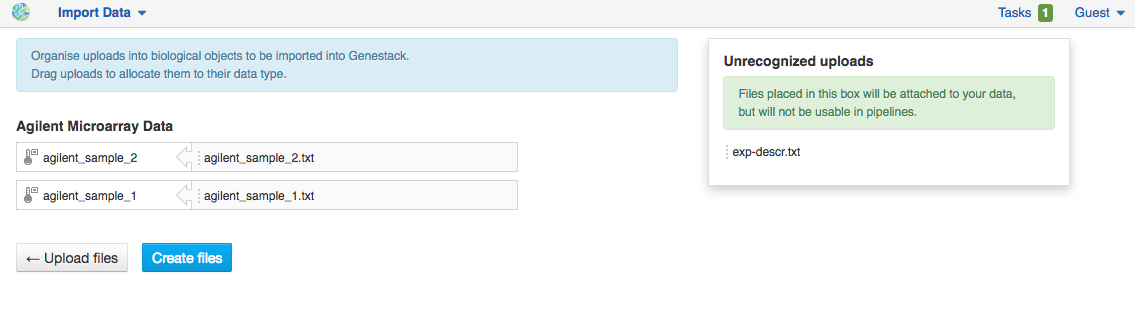 Import Data
Tasks 1 Guest
Organise uploads into biological objects to be imported into Genestack.
Drag uploads to allocate them to their data type.
Agilent Microarray Data
agilent_sample_2 agilent_sample_2.txt
agilent_sample_1 agilent_sample_1.txt
← Upload files Create files
Unrecognized uploads
Files placed in this box will be attached to your data,
but will not be usable in pipelines.
exp-descr.txt